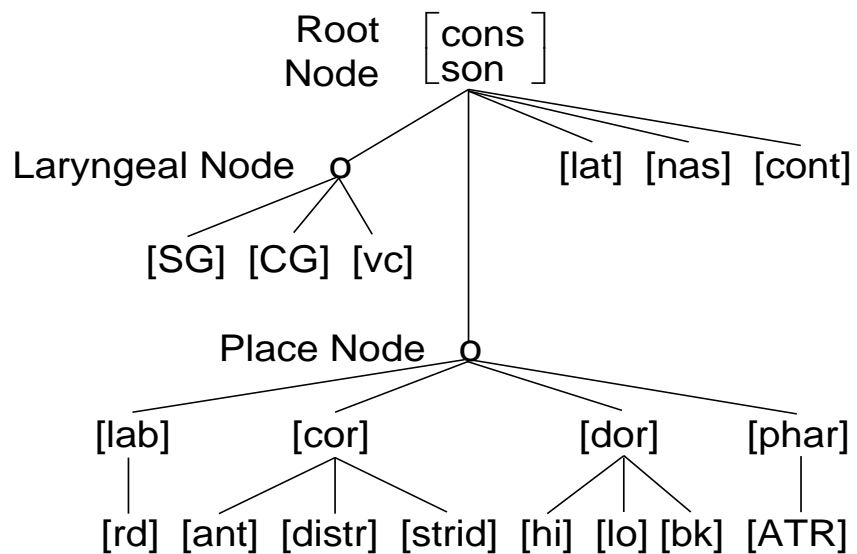 Root [cons
Node son]
Laryngeal Node o [lat] [nas] [cont]
[SG] [CG] [vc]
Place Node o
[lab] [cor] [dor] [phar]
[rd] [ant] [distr] [strid] [hi] [lo] [bk] [ATR]